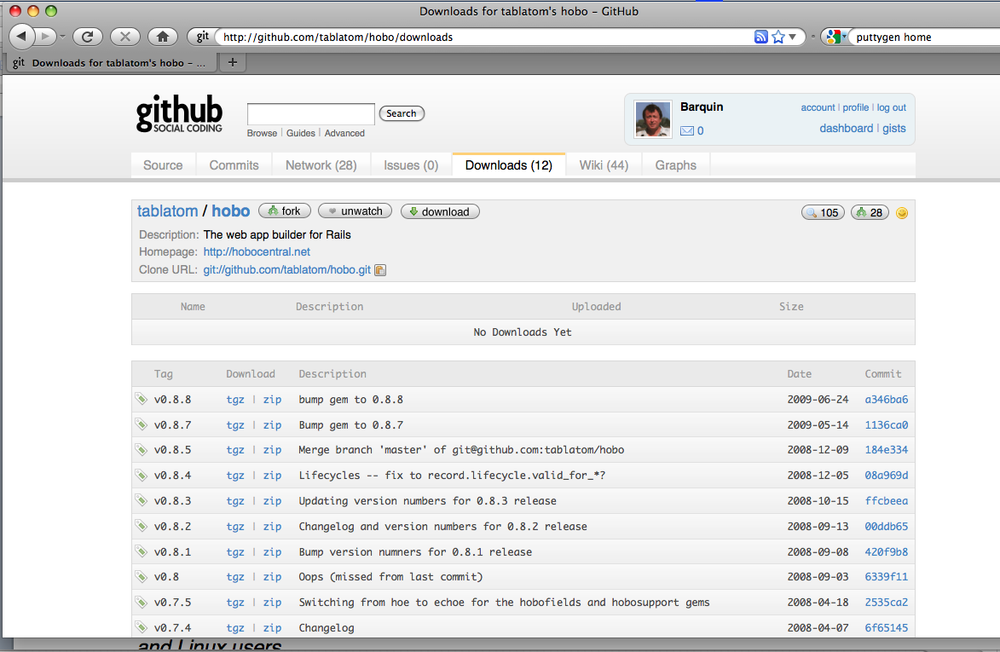 Downloads for tablatom's hobo – GitHub
git http://github.com/tablatom/hobo/downloads puttygen home
git Downloads for tablatom's hobo – ... +
github
SOCIAL CODING
Search
Browse | Guides | Advanced
Barquin
account | profile | log out
0
dashboard | gists
Source Commits Network (28) Issues (0) Downloads (12) Wiki (44) Graphs
tablatom / hobo fork unwatch download 105 28
Description: The web app builder for Rails
Homepage: http://hobocentral.net
Clone URL: git://github.com/tablatom/hobo.git
Name Description Uploaded Size
No Downloads Yet
Tag Download Description Date Commit
v0.8.8 tgz | zip bump gem to 0.8.8 2009-06-24 a346ba6
v0.8.7 tgz | zip Bump gem to 0.8.7 2009-05-14 1136ca0
v0.8.5 tgz | zip Merge branch 'master' of git@github.com:tablatom/hobo 2008-12-09 184e334
v0.8.4 tgz | zip Lifecycles -- fix to record.lifecycle.valid_for_*? 2008-12-05 08a969d
v0.8.3 tgz | zip Updating version numbers for 0.8.3 release 2008-10-15 ffcbeea
v0.8.2 tgz | zip Changelog and version numbers for 0.8.2 release 2008-09-13 00ddb65
v0.8.1 tgz | zip Bump version numners for 0.8.1 release 2008-09-08 420f9b8
v0.8 tgz | zip Oops (missed from last commit) 2008-09-03 6339f11
v0.7.5 tgz | zip Switching from hoe to echoe for the hobofields and hobosupport gems 2008-04-18 2535ca2
v0.7.4 tgz | zip Changelog 2008-04-07 6f65145
and Linux users